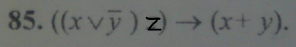 85. ((x∨y̅) z) → (x+ y).